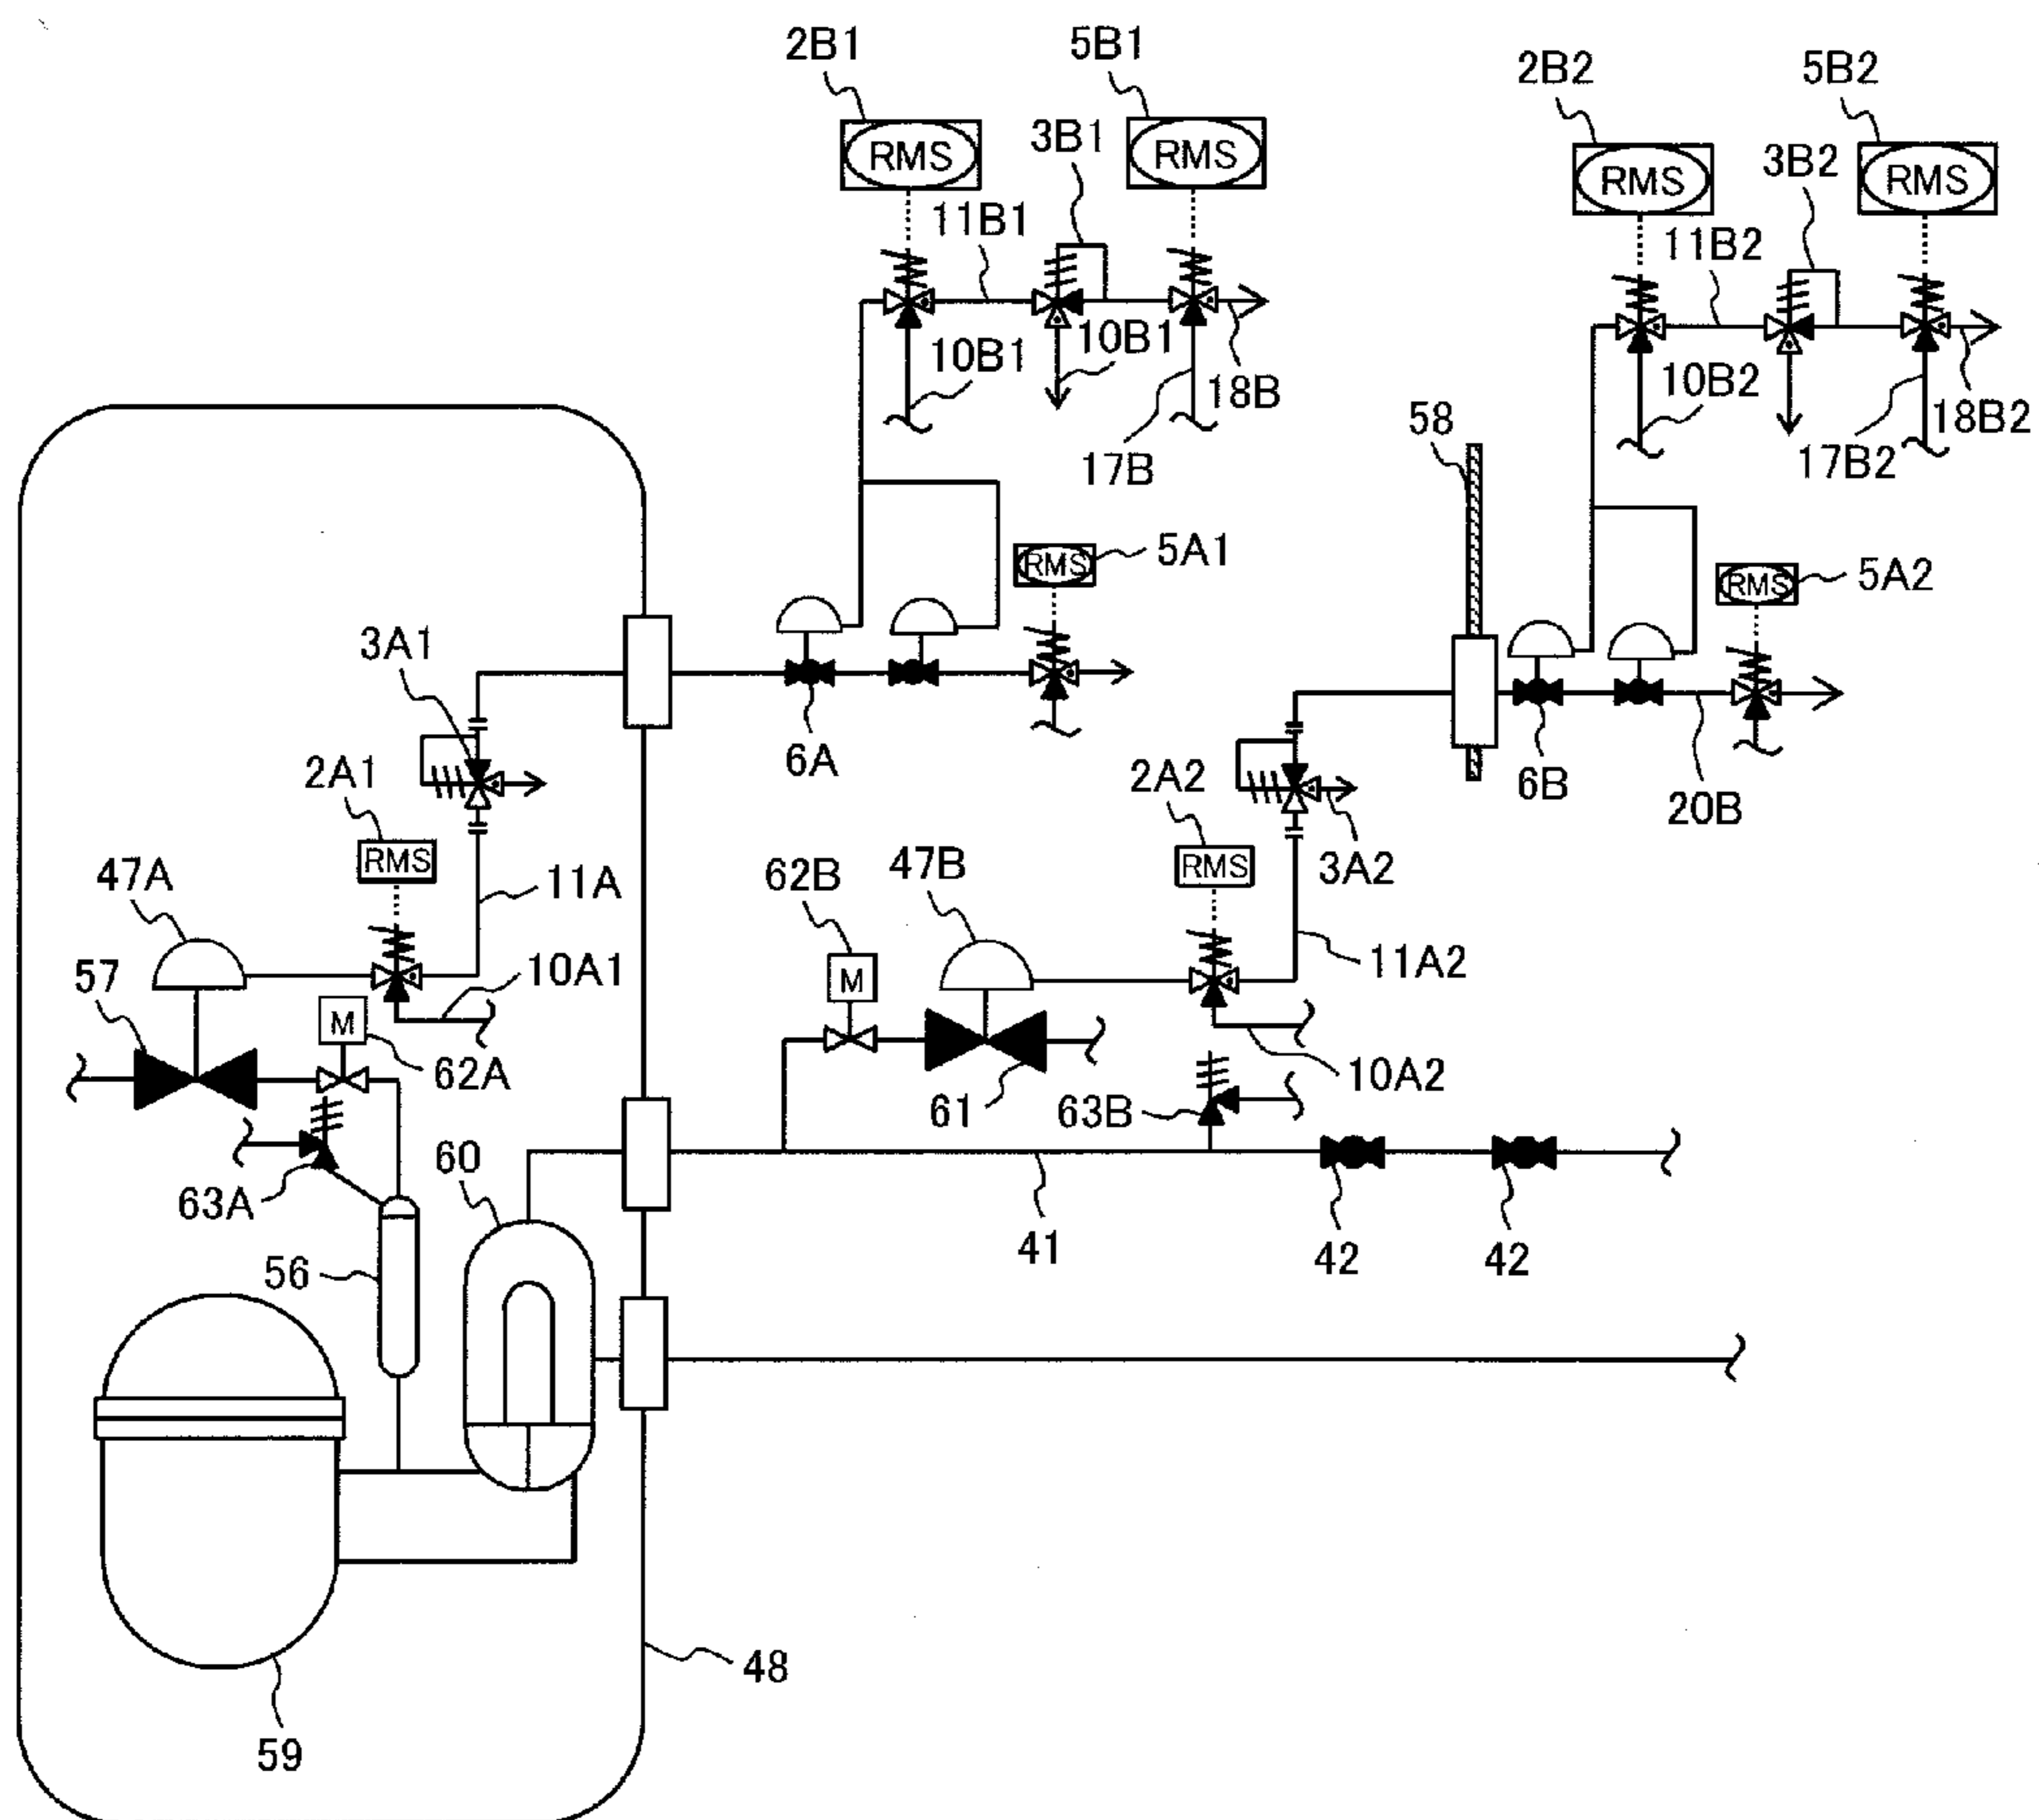 2B1
5B1
2B2
5B2
RMS
RMS
3B1
RMS
RMS
3B2
11B1
11B2
10B1
10B1
18B
10B2
18B2
17B
17B2
58
RMS
5A1
RMS
5A2
3A1
6A
6B
20B
2A1
2A2
RMS
RMS
3A2
47A
11A
62B
47B
11A2
57
10A1
M
M
62A
10A2
61
63B
60
63A
41
42
42
56
48
59